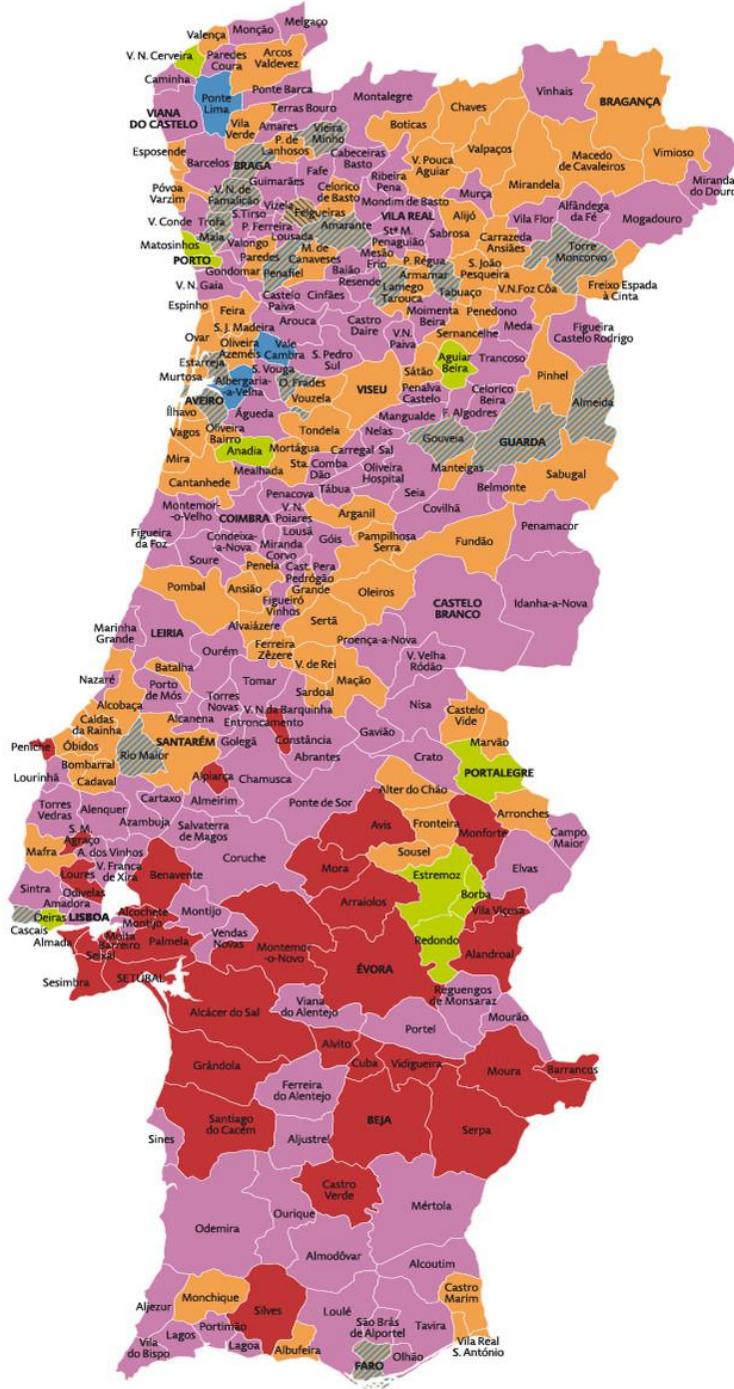 Melgaço
Monção
Valença
V. N. Cerveira
Paredes
Coura
Arcos
Valdevez
Caminha
Ponte
Lima
Ponte Barca
Montalegre
Vinhais
BRAGANÇA
VIANA
DO CASTELO
Terras Bouro
Chaves
Vila
Verde
Amares
Vieira
Minho
Boticas
Valpaços
Macedo
de Cavaleiros
Vimioso
Esposende
P. de
Lanhosos
Cabeceiras
Basto
Barcelos
BRAGA
Ribeira
Pena
V. Pouca
Aguiar
Mirandela
Miranda
do Douro
Guimarães
Fafe
Póvoa
Varzim
V. N. de
Famalicão
Celorico
de Basto
Mondim de Basto
Murça
Alfândega
da Fé
Vizela
Felgueiras
VILA REAL
Alijó
Vila Flor
Mogadouro
V. Conde
Trofa
S.Tirso
P. Ferreira
Amarante
Stª M.
Penaguião
Sabrosa
Carrazeda
Ansiães
Torre
Moncorvo
Maia
Lousada
Matosinhos
Valongo
M. de
Canaveses
Mesão
Frio
PORTO
Paredes
Baião
P. Régua
S. João
Pesqueira
Gondomar
Penafiel
Resende
Armamar
Lamego
Tarouca
Tabuaço
V.N.Foz Côa
Freixo Espada
à Cinta
V. N. Gaia
Castelo
Paiva
Cinfães
Moimenta
Beira
Penedono
Espinho
Feira
Arouca
Castro
Daire
Sernancelhe
Meda
Figueira
Castelo Rodrigo
S. J. Madeira
V.N.
Paiva
Ovar
Oliveira
Azeméis
Vale
Cambra
S. Pedro
Sul
Aguiar
Beira
Trancoso
Estarreja
S. Vouga
Sátão
Pinhel
Murtosa
Albergaria-
-a-Velha
O. Frades
Vouzela
VISEU
Penalva
Castelo
Celorico
Beira
Almeida
AVEIRO
Mangualde
F. Algodres
Ílhavo
Águeda
Tondela
Nelas
Gouveia
GUARDA
Vagos
Oliveira
Bairro
Anadia
Mortágua
Carregal Sal
Mira
Mealhada
Sta. Comba
Dão
Oliveira
Hospital
Manteigas
Sabugal
Cantanhede
Tábua
Seia
Belmonte
Penacova
Covilhã
Montemor-
-o-Velho
COIMBRA
V. N.
Poiares
Arganil
Penamacor
Figueira
da Foz
Condeixa-
a-Nova
Lousã
Miranda
Corvo
Góis
Pampilhosa
Serra
Fundão
Soure
Penela
Cast. Pera
Pedrógão
Grande
Pombal
Ansião
Figueiró
Vinhos
Oleiros
CASTELO
BRANCO
Idanha-a-Nova
Alvaiázere
Sertã
Marinha
Grande
LEIRIA
Ferreira
Zêzere
Proença-a-Nova
Ourém
V. de Rei
V. Velha
Ródão
Batalha
Nazaré
Porto
de Mós
Tomar
Mação
Alcobaça
Torres
Novas
Sardoal
Nisa
Castelo
Vide
Caldas
da Rainha
Alcanena
V. N.da Barquinha
Entroncamento
Peniche
Óbidos
SANTARÉM
Golegã
Constância
Gavião
Marvão
Rio Maior
Abrantes
Crato
Bombarral
Alpiarça
Chamusca
PORTALEGRE
Lourinhã
Cadaval
Alter do Chão
Cartaxo
Almeirim
Ponte de Sor
Arronches
Torres
Vedras
Alenquer
Azambuja
Salvaterra
de Magos
Avis
Fronteira
Monforte
Campo
Maior
S. M.
Agraço
A. dos Vinhos
Mafra
V. Franca
de Xira
Coruche
Mora
Sousel
Elvas
Loures
Benavente
Estremoz
Sintra
Odivelas
Amadora
Arraiolos
Borba
Oeiras
LISBOA
Alcochete
Montijo
Montijo
Vila Viçosa
Cascais
Almada
Moita
Barreiro
Seixal
Palmela
Vendas
Novas
Montemor
-o-Novo
Redondo
Alandroal
Sesimbra
SETÚBAL
ÉVORA
Reguengos
de Monsaraz
Alcácer do Sal
Viana
do Alentejo
Mourão
Portel
Alvito
Grândola
Cuba
Vidigueira
Moura
Barrancos
Ferreira
do Alentejo
Santiago
do Cacém
BEJA
Serpa
Sines
Aljustrel
Castro
Verde
Mértola
Ourique
Odemira
Almodôvar
Alcoutim
Monchique
Castro
Marim
Aljezur
Silves
Loulé
São Brás
de Alportel
Tavira
Portimão
Vila
do Bispo
Lagos
Lagoa
Albufeira
FARO
Olhão
Vila Real
S. António